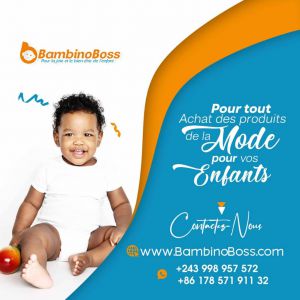 BambinoBoss
Pour la joie et le bien être de l'enfant
Pour tout
Achat des produits
de la Mode
pour vos
Enfants
Contactez-Nous
www.BambinoBoss.com
+243 998 957 572
+86 178 571 911 32